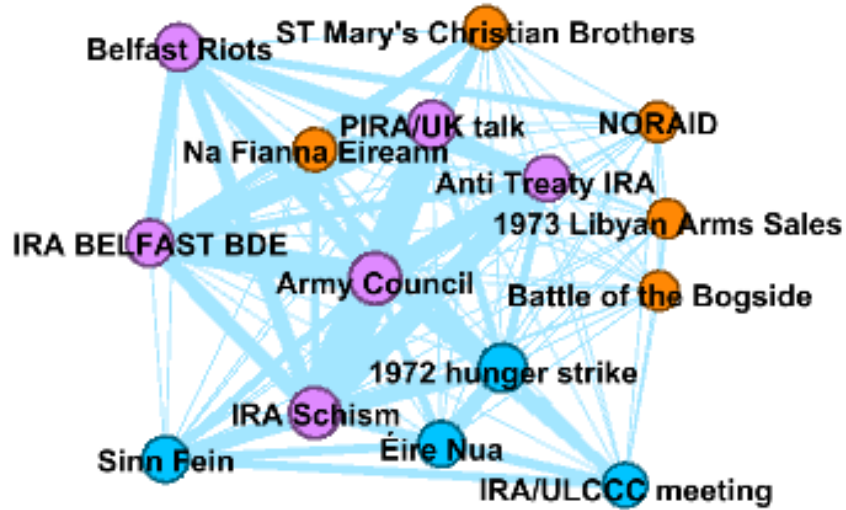 ST Mary's Christian Brothers
Belfast Riots
PIRA/UK talk
NORAID
Na Fianna Eireann
Anti Treaty IRA
1973 Libyan Arms Sales
IRA BELFAST BDE
Army Council
Battle of the Bogside
1972 hunger strike
IRA Schism
Éire Nua
Sinn Fein
IRA/ULCCC meeting